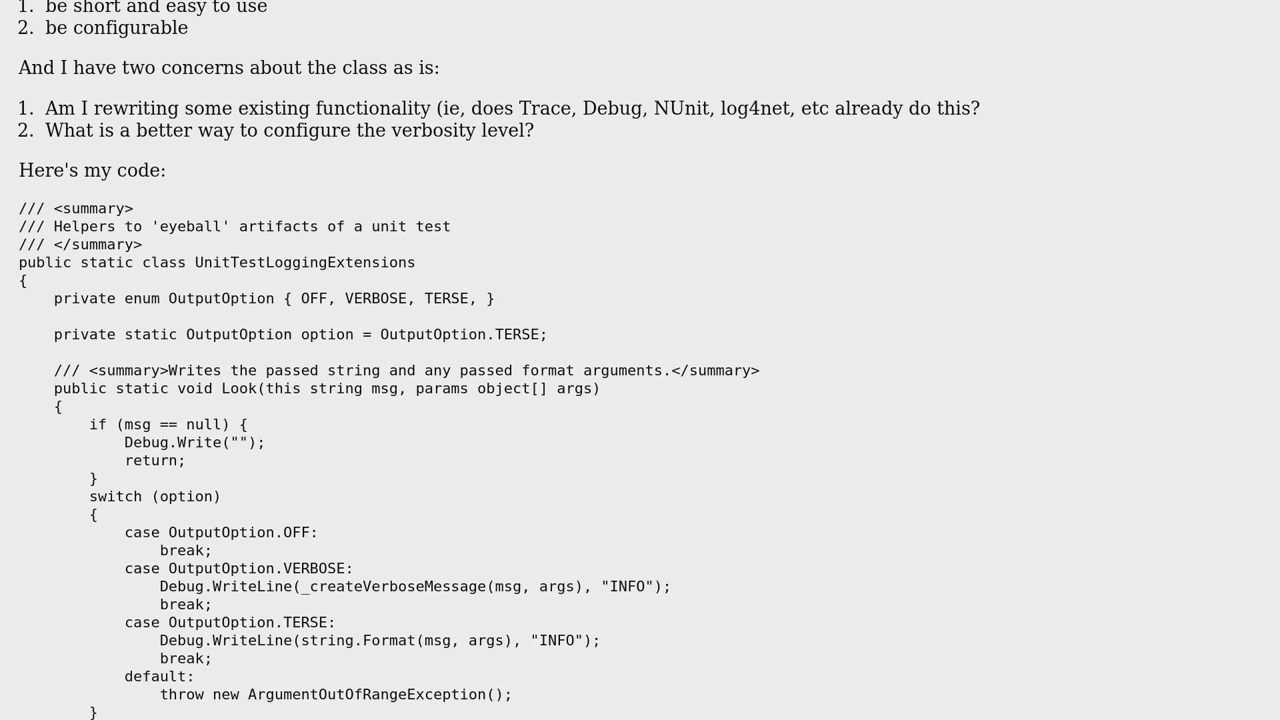 1. be short and easy to use
2. be configurable
And I have two concerns about the class as is:
1. Am I rewriting some existing functionality (ie, does Trace, Debug, NUnit, log4net, etc already do this?
2. What is a better way to configure the verbosity level?
Here's my code:
/// <summary>
/// Helpers to 'eyeball' artifacts of a unit test
/// </summary>
public static class UnitTestLoggingExtensions
{
    private enum OutputOption { OFF, VERBOSE, TERSE, }
    private static OutputOption option = OutputOption.TERSE;
    /// <summary>Writes the passed string and any passed format arguments.</summary>
    public static void Look(this string msg, params object[] args)
    {
        if (msg == null) {
            Debug.Write("");
            return;
        }
        switch (option)
        {
            case OutputOption.OFF:
                break;
            case OutputOption.VERBOSE:
                Debug.WriteLine(_createVerboseMessage(msg, args), "INFO");
                break;
            case OutputOption.TERSE:
                Debug.WriteLine(string.Format(msg, args), "INFO");
                break;
            default:
                throw new ArgumentOutOfRangeException();
        }